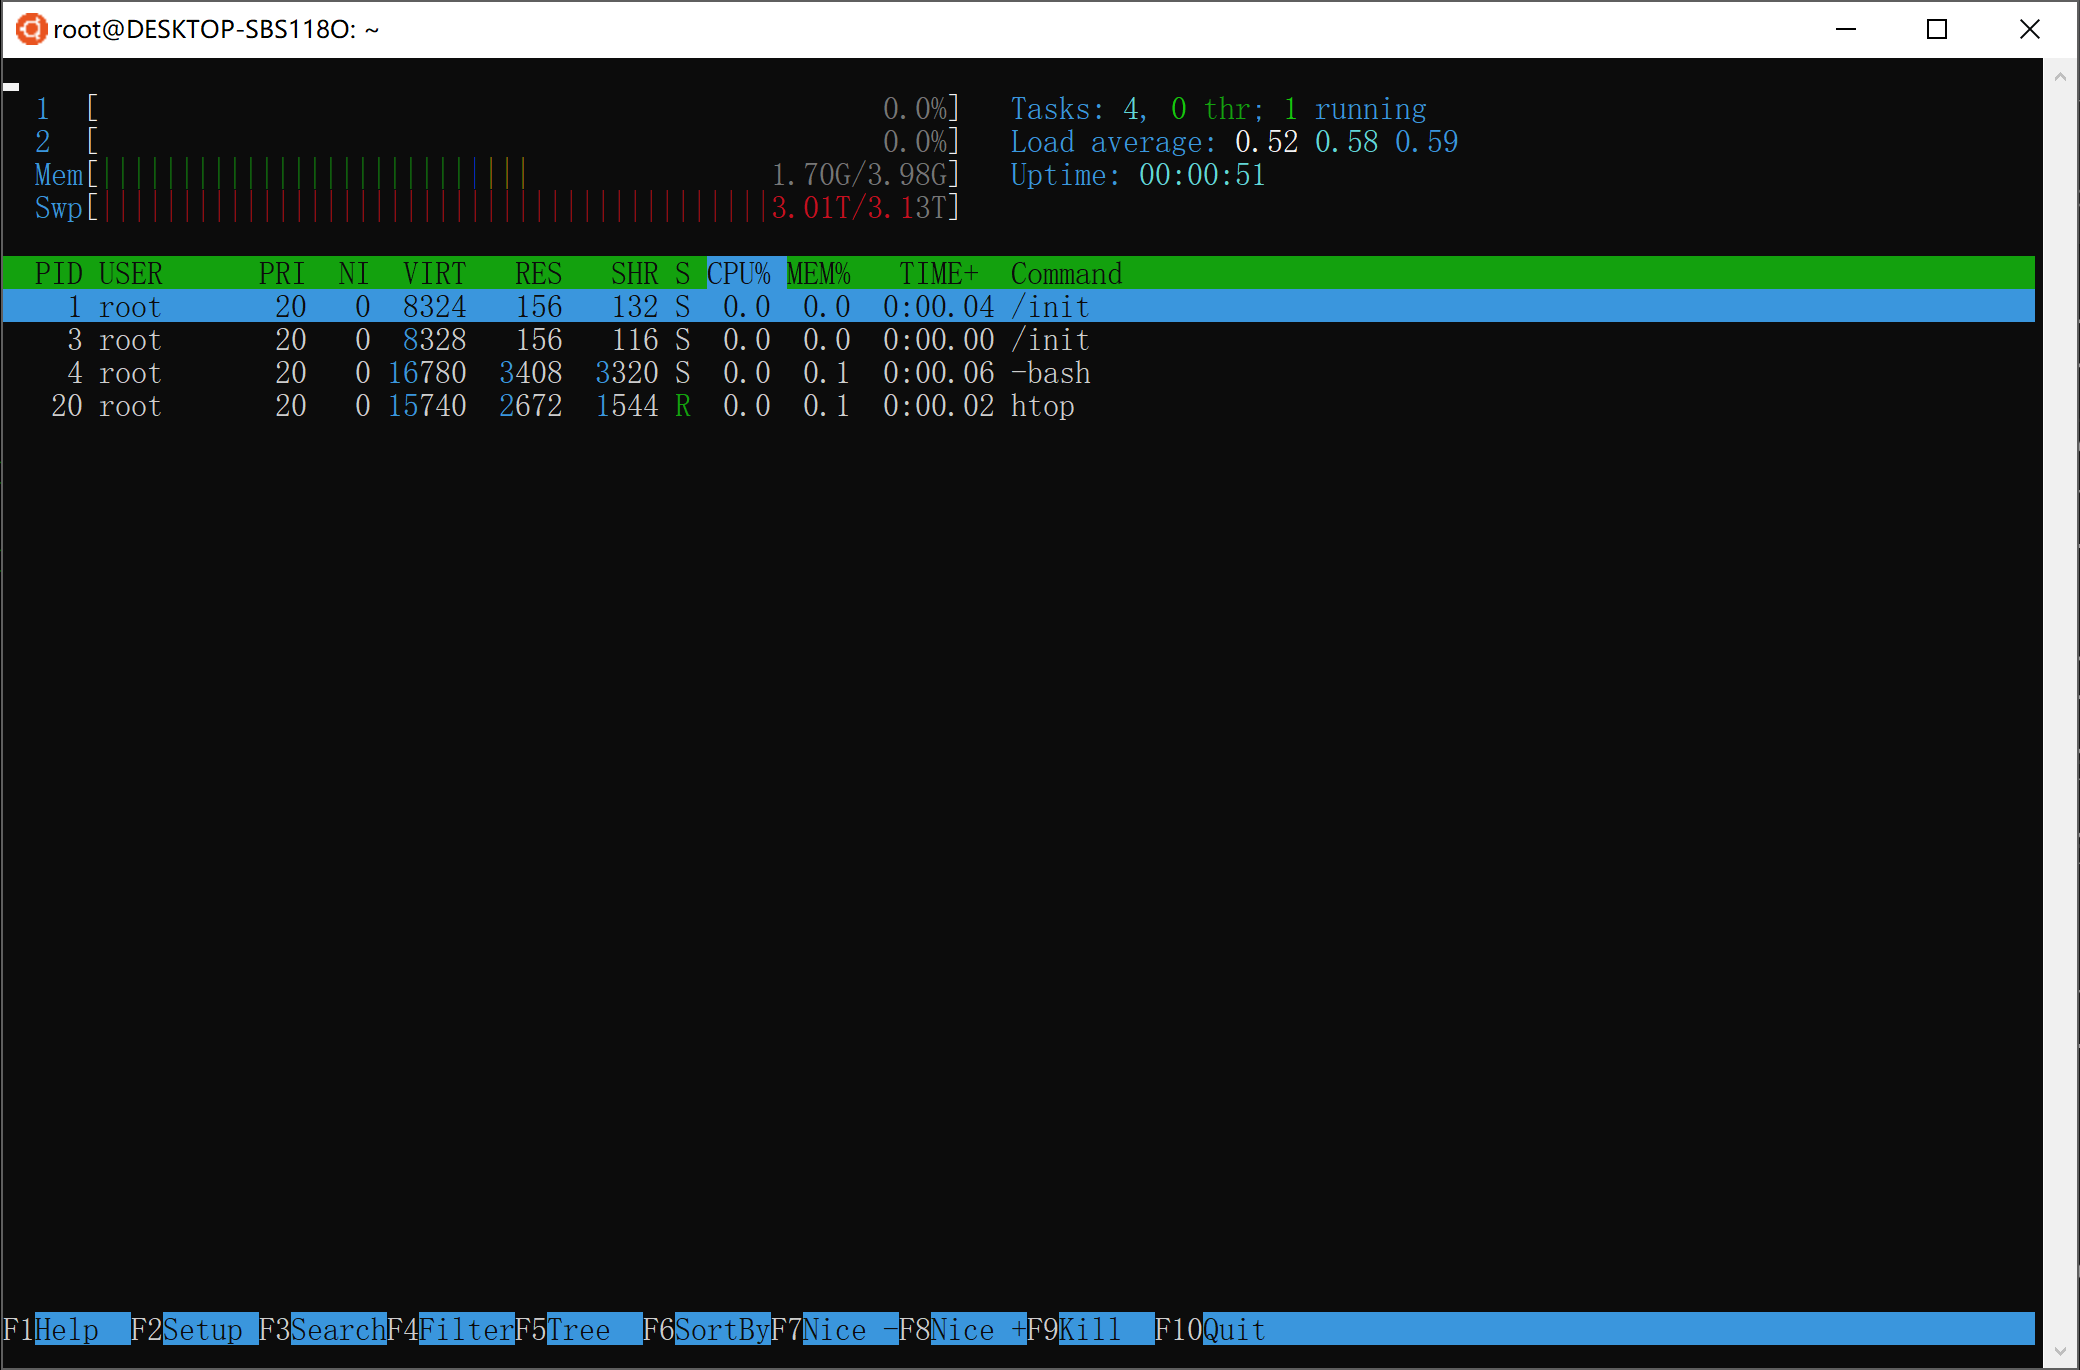 root@DESKTOP-SBS118O: ~
1 [ 0.0%] Tasks: 4, 0 thr; 1 running
2 [ 0.0%] Load average: 0.52 0.58 0.59
Mem[|||||||||||||||||||||||||||1.70G/3.98G] Uptime: 00:00:51
Swp[||||||||||||||||||||||||||||||||||||||||||3.01T/3.13T]
PID USER PRI NI VIRT RES SHR S CPU% MEM% TIME+ Command
1 root 20 0 8324 156 132 S 0.0 0.0 0:00.04 /init
3 root 20 0 8328 156 116 S 0.0 0.0 0:00.00 /init
4 root 20 0 16780 3408 3320 S 0.0 0.1 0:00.06 -bash
20 root 20 0 15740 2672 1544 R 0.0 0.1 0:00.02 htop
F1Help F2Setup F3SearchF4FilterF5Tree F6SortByF7Nice -F8Nice +F9Kill F10Quit